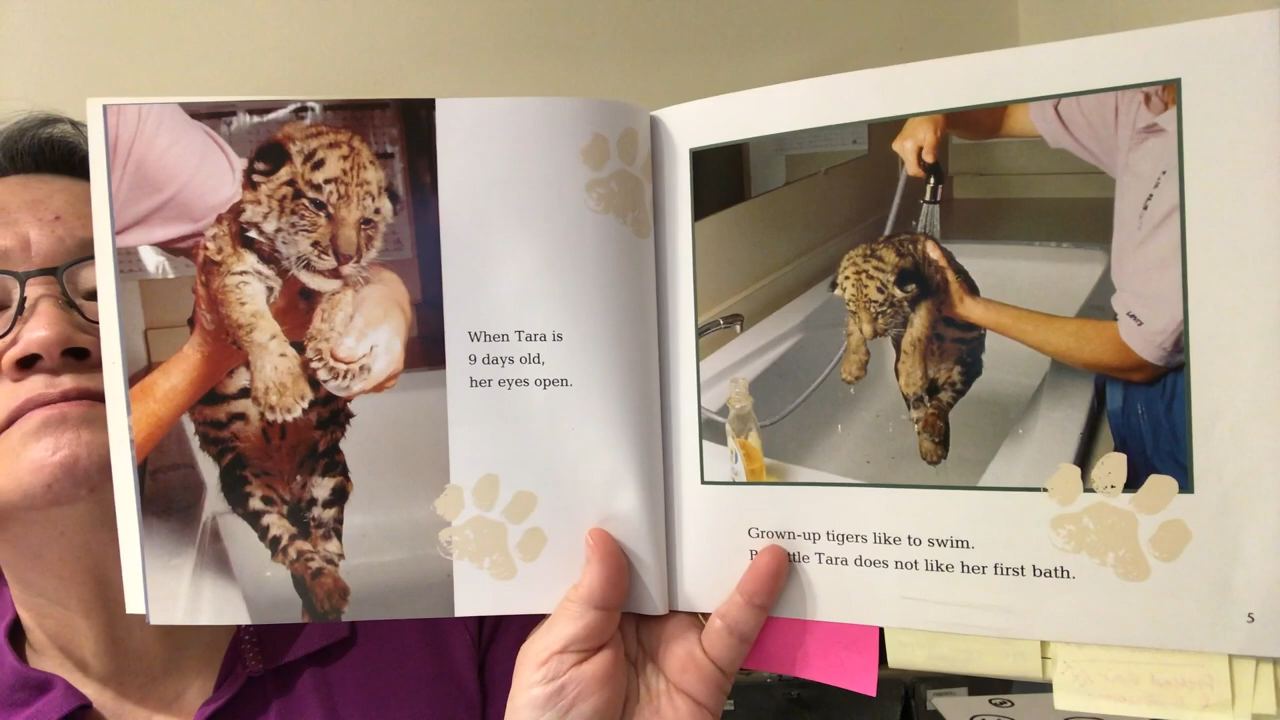 When Tara is
9 days old,
her eyes open.
Grown-up tigers like to swim.
Tara does not like her first bath.
5